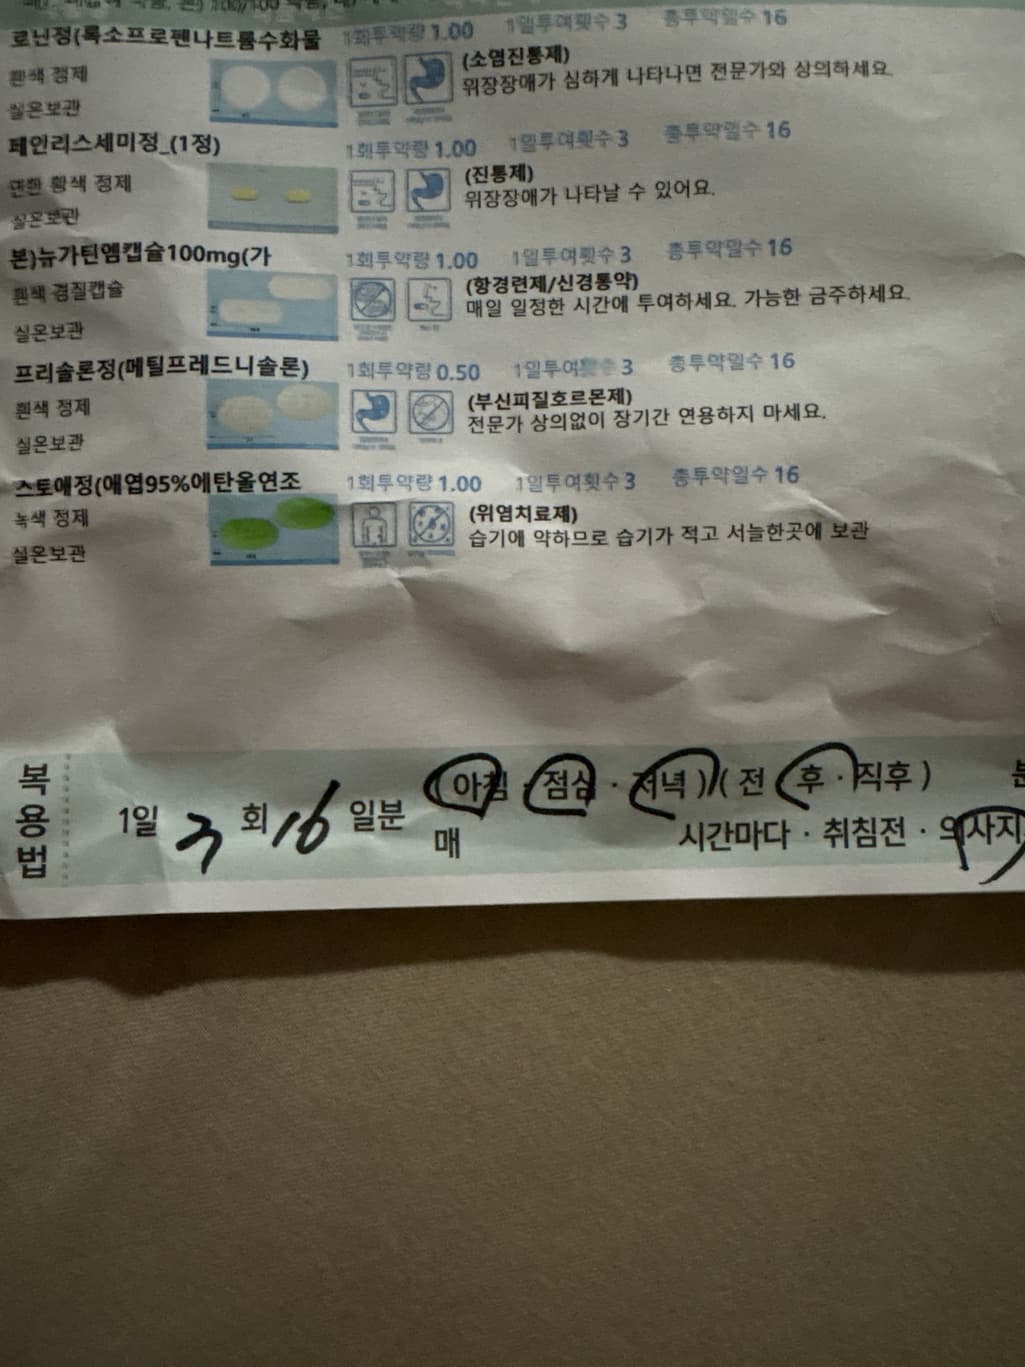 로닌정(록소프로펜나트륨수화물 1회투약량 1.00 1일투여횟수 3 총투약일수 16
흰색 정제 (소염진통제)
실온보관 위장장애가 심하게 나타나면 전문가와 상의하세요.
페인리스세미정_(1정) 1회투약량 1.00 1일투여횟수 3 총투약일수 16
연한 황색 정제 (진통제)
실온보관 위장장애가 나타날 수 있어요.
본)뉴가틴엠캡슐100mg(가 1회투약량 1.00 1일투여횟수 3 총투약일수 16
흰색 경질캡슐 (항경련제/신경통약)
실온보관 매일 일정한 시간에 투여하세요. 가능한 금주하세요.
프리솔론정(메틸프레드니솔론) 1회투약량 0.50 1일투여횟수 3 총투약일수 16
흰색 정제 (부신피질호르몬제)
실온보관 전문가 상의없이 장기간 연용하지 마세요.
스토애정(애엽95%에탄올연조 1회투약량 1.00 1일투여횟수 3 총투약일수 16
녹색 정제 (위염치료제)
실온보관 습기에 약하므로 습기가 적고 서늘한곳에 보관
복용법 1일 3 회 16 일분 (아침 · 점심 · 저녁) (전 후 · 직후)
매 시간마다 · 취침전 · 의사지